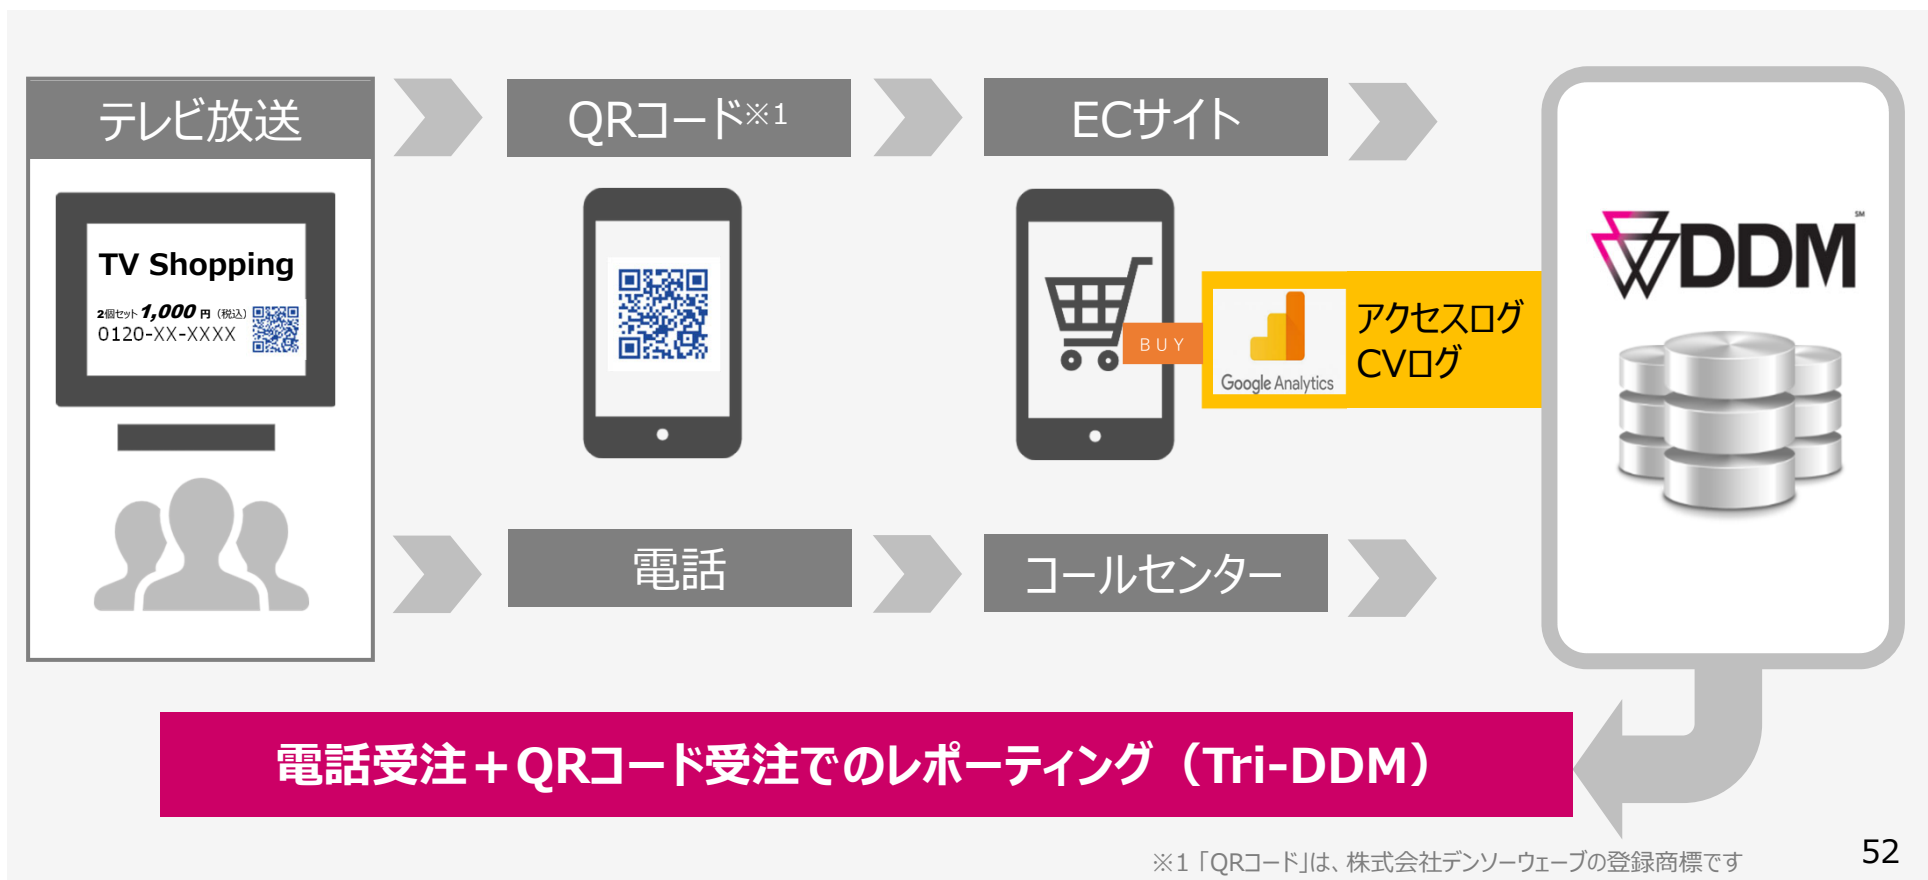 テレビ放送
QRコード※1
ECサイト
TV Shopping
2個セット 1,000 円（税込）
0120-XX-XXXX
BUY
Google Analytics
アクセスログ
CVログ
DDM℠
電話
コールセンター
電話受注＋QRコード受注でのレポーティング（Tri-DDM）
※1「QRコード」は、株式会社デンソーウェーブの登録商標です
52